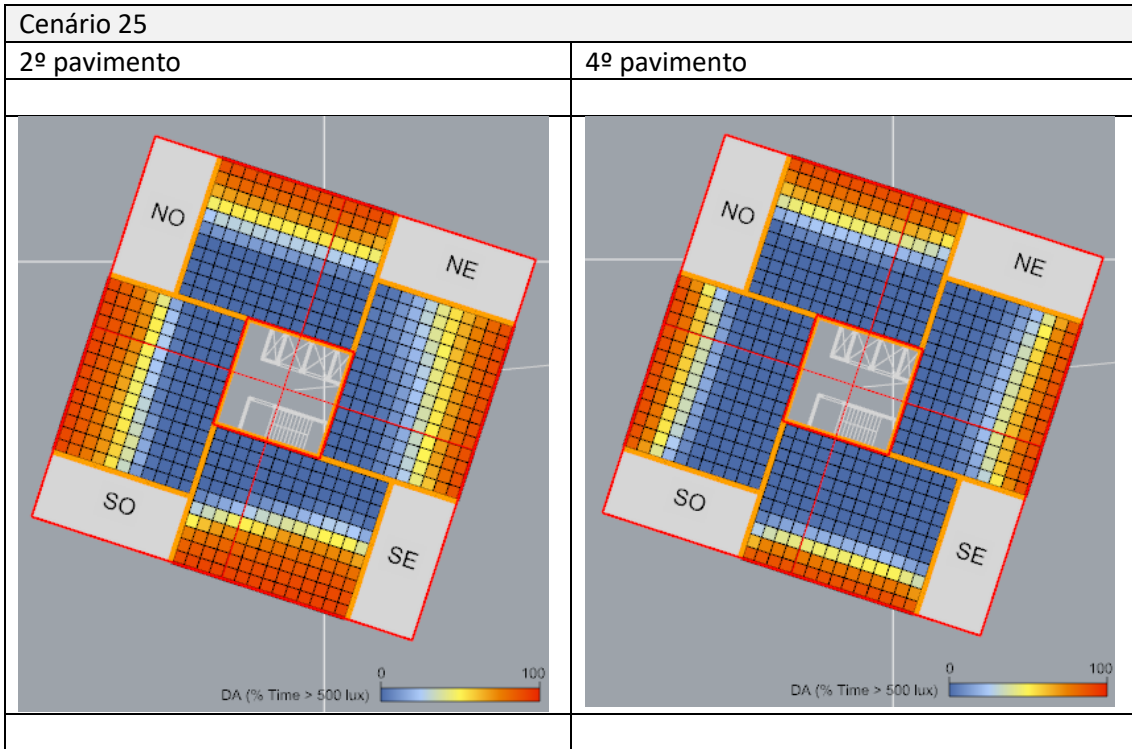 Cenário 25
2º pavimento
4º pavimento
NO
NE
SO
SE
0
100
DA (% Time > 500 lux)
NO
NE
SO
SE
0
100
DA (% Time > 500 lux)